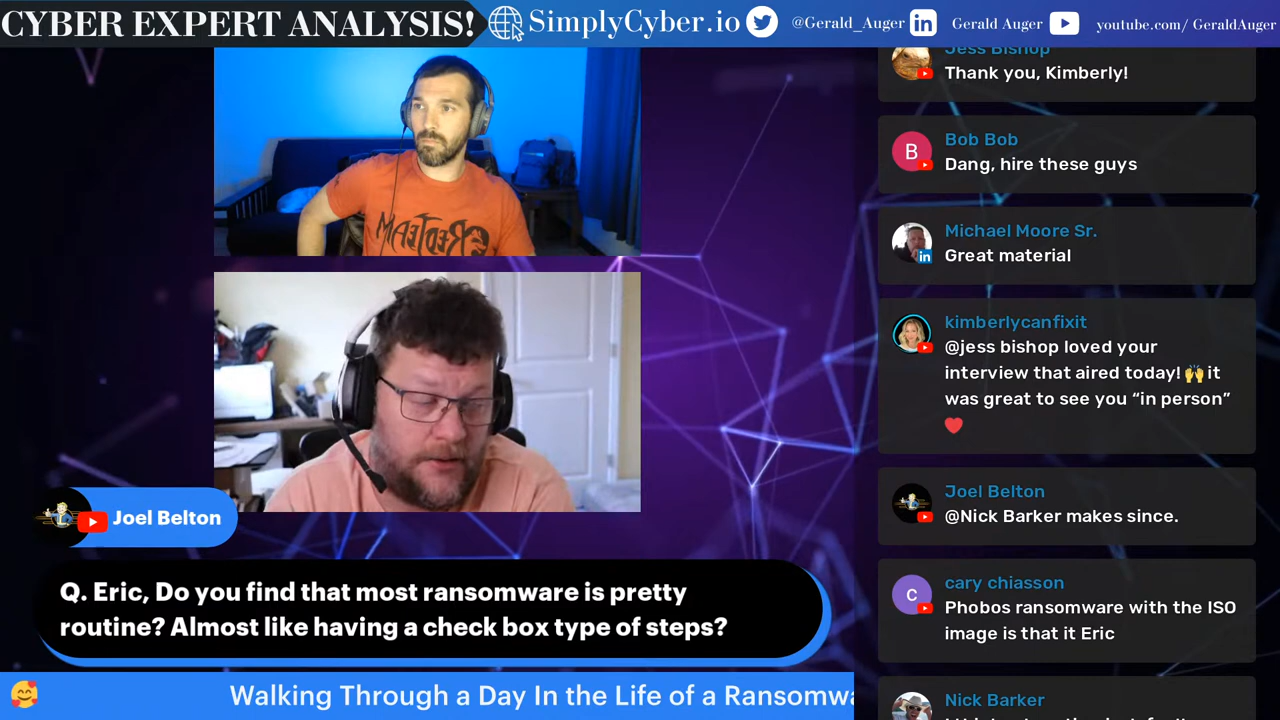 CYBER EXPERT ANALYSIS!
SimplyCyber.io
@Gerald_Auger
Gerald Auger
youtube.com/ GeraldAuger
REDTEAM
Joel Belton
Q. Eric, Do you find that most ransomware is pretty
routine? Almost like having a check box type of steps?
Walking Through a Day In the Life of a Ransomwa
Jess Bishop
Thank you, Kimberly!
B
Bob Bob
Dang, hire these guys
Michael Moore Sr.
Great material
kimberlycanfixit
@jess bishop loved your
interview that aired today! 🙌 it
was great to see you “in person”
❤️
Joel Belton
@Nick Barker makes since.
c
cary chiasson
Phobos ransomware with the ISO
image is that it Eric
Nick Barker